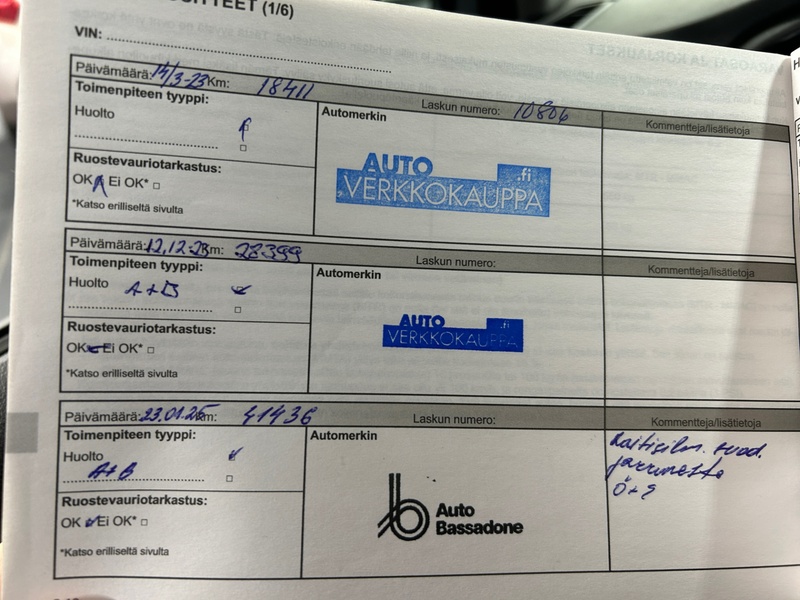 ITTEET (1/6)
VIN:
Päivämäärä: 14/3-23 Km: 18411 Laskun numero: 10806
Toimenpiteen tyyppi:
Automerkin
Kommentteja/lisätietoja
Huolto
Ruostevauriotarkastus:
OK Ei OK*
*Katso erilliseltä sivulta
AUTO
VERKKOKAUPPA
.fi
Päivämäärä: 12,12-23 Km: 28399 Laskun numero:
Toimenpiteen tyyppi:
Automerkin
Kommentteja/lisätietoja
Huolto A+B
Ruostevauriotarkastus:
OK Ei OK*
*Katso erilliseltä sivulta
AUTO
VERKKOKAUPPA
.fi
Päivämäärä: 23.01.25 Km: 41436 Laskun numero:
Toimenpiteen tyyppi:
Automerkin
Kommentteja/lisätietoja
Huolto
A+B
Ruostevauriotarkastus:
OK Ei OK*
*Katso erilliseltä sivulta
Auto
Bassadone
jarruneste
Ö+S